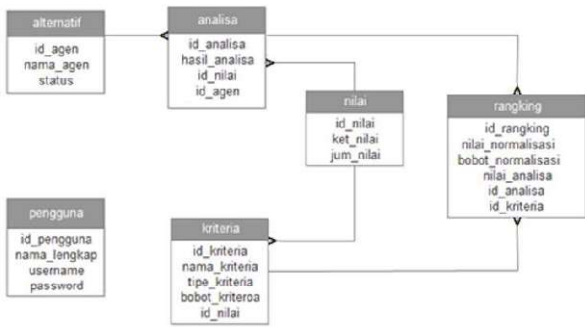 alternatif
id_agen
nama_agen
status
analisa
id_analisa
hasil_analisa
id_nilai
id_agen
nilai
id_nilai
ket_nilai
jum_nilai
rangking
id_rangking
nilai_normalisasi
bobot_normalisasi
nilai_analisa
id_analisa
id_kriteria
pengguna
id_pengguna
nama_lengkap
username
password
kriteria
id_kriteria
nama_kriteria
tipe_kriteria
bobot_kriteroa
id_nilai